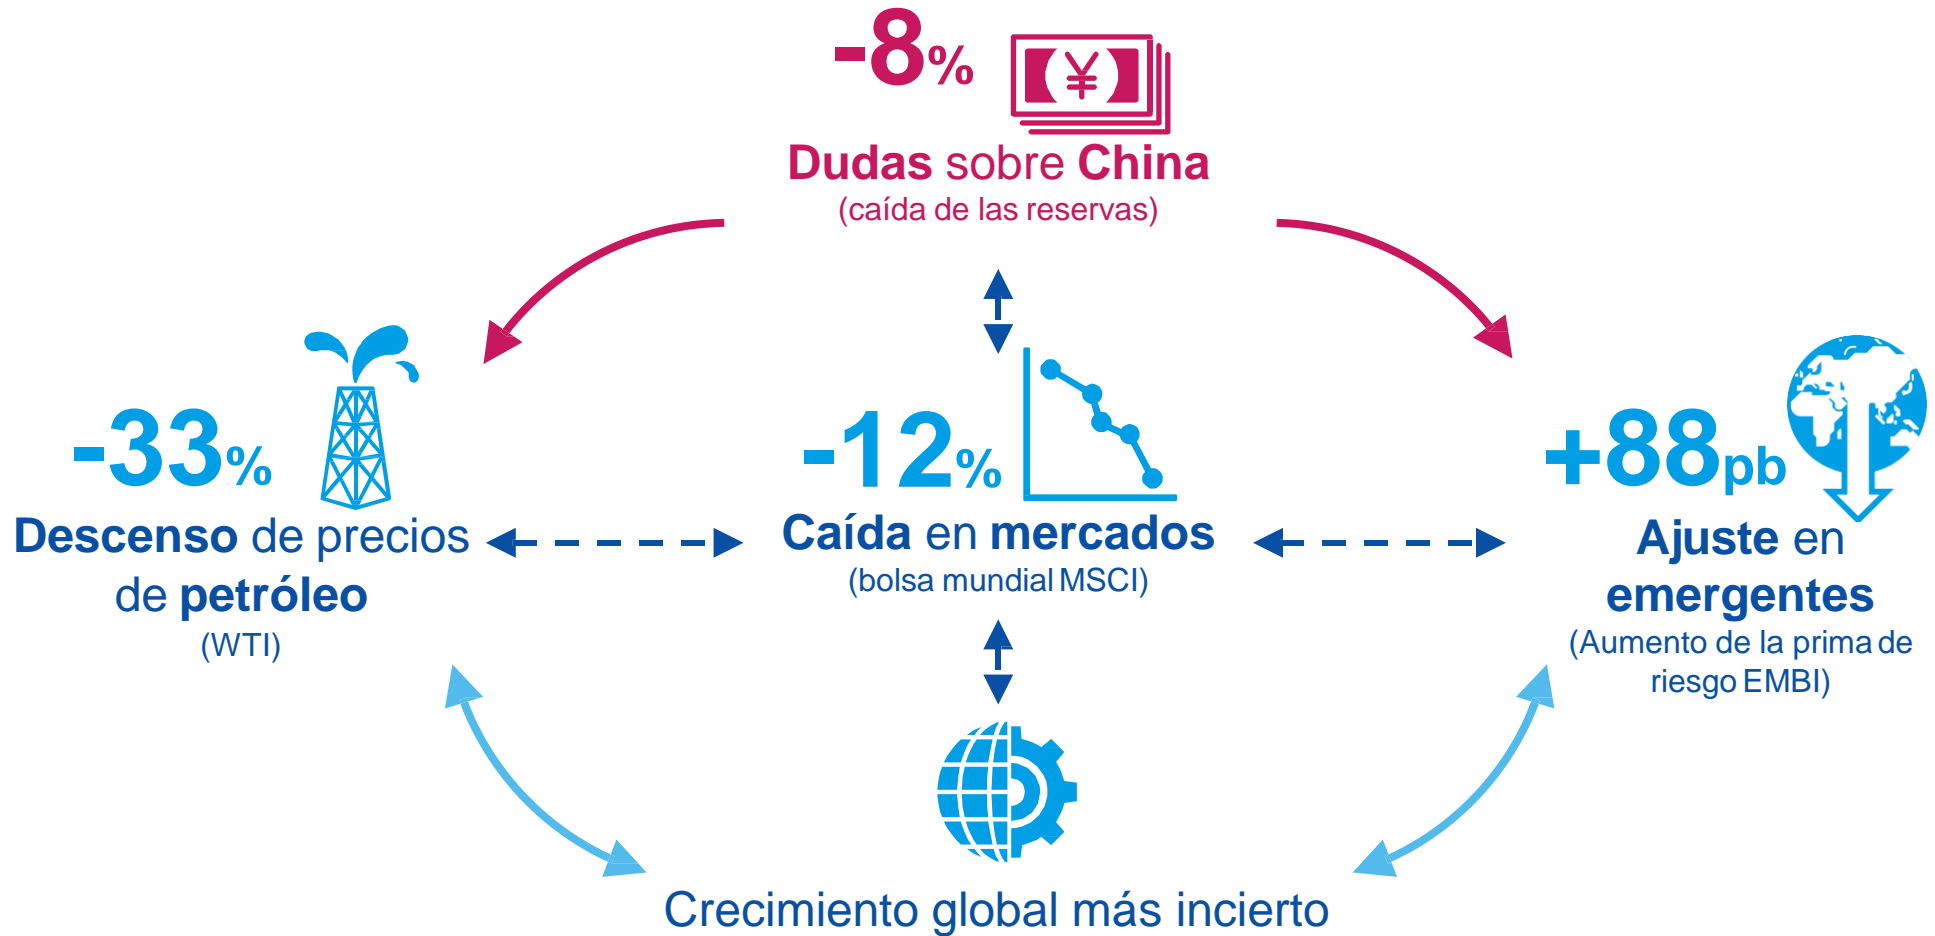 -8%
¥
Dudas sobre China
(caída de las reservas)
-33%
Descenso de precios
de petróleo
(WTI)
-12%
Caída en mercados
(bolsa mundial MSCI)
+88pb
Ajuste en
emergentes
(Aumento de la prima de
riesgo EMBI)
Crecimiento global más incierto